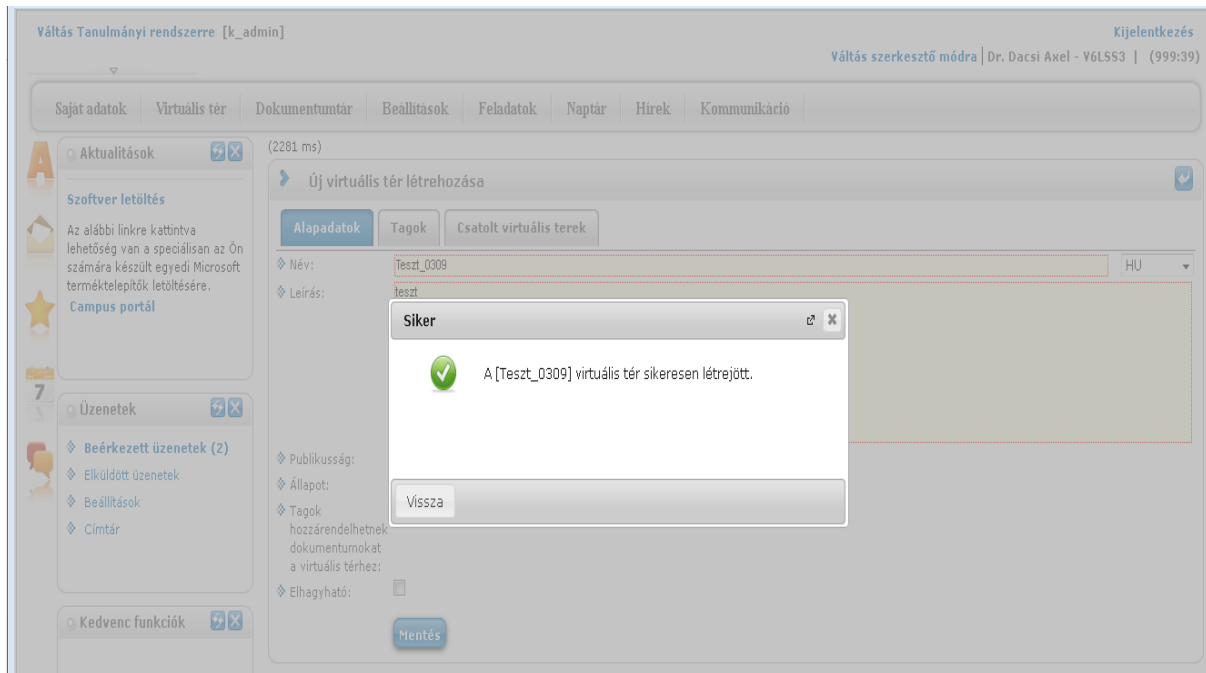 Váltás Tanulmányi rendszerre [k_admin]
Kijelentkezés
Váltás szerkesztő módra | Dr. Dacsi Axel - V6LSS3 | (999:39)
Saját adatok Virtuális tér Dokumentumtár Beállítások Feladatok Naptár Hírek Kommunikáció
A
7
Aktualitások
Szoftver letöltés
Az alábbi linkre kattintva
lehetőség van a speciálisan az Ön
számára készült egyedi Microsoft
terméktelepítők letöltésére.
Campus portál
Üzenetek
Beérkezett üzenetek (2)
Elküldött üzenetek
Beállítások
Címtár
Kedvenc funkciók
(2281 ms)
Új virtuális tér létrehozása
Alapadatok Tagok Csatolt virtuális terek
Név: Teszt_0309 HU
Leírás: teszt
Siker
A [Teszt_0309] virtuális tér sikeresen létrejött.
Vissza
Publikusság:
Állapot:
Tagok
hozzárendelhetnek
dokumentumokat
a virtuális térhez:
Elhagyható:
Mentés